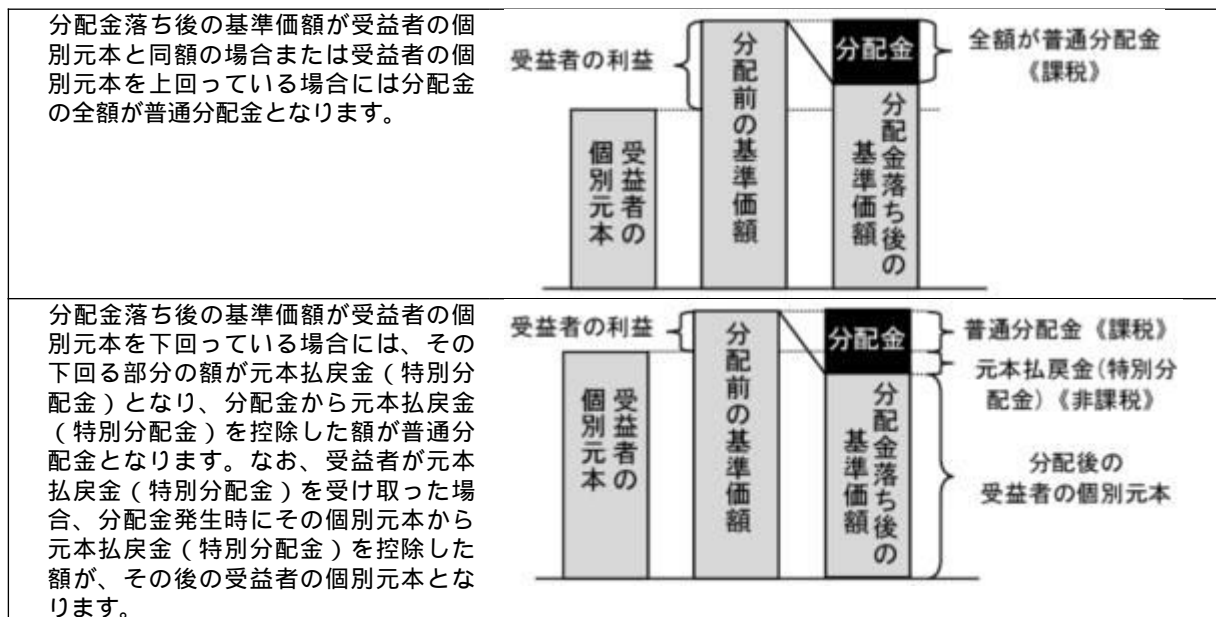 分配金落ち後の基準価額が受益者の個
別元本と同額の場合または受益者の個
別元本を上回っている場合には分配金
の全額が普通分配金となります。
受益者の利益
受益者の
個別元本
分配前の基準価額
分配金
分配金落ち後の
基準価額
全額が普通分配金
《課税》
分配金落ち後の基準価額が受益者の個
別元本を下回っている場合には、その
下回る部分の額が元本払戻金(特別分
配金)となり、分配金から元本払戻金
(特別分配金)を控除した額が普通分
配金となります。なお、受益者が元本
払戻金(特別分配金)を受け取った場
合、分配金発生時にその個別元本から
元本払戻金(特別分配金)を控除した
額が、その後の受益者の個別元本とな
ります。
受益者の利益
受益者の
個別元本
分配前の基準価額
分配金
分配金落ち後の
基準価額
普通分配金《課税》
元本払戻金(特別分
配金)《非課税》
分配後の
受益者の個別元本